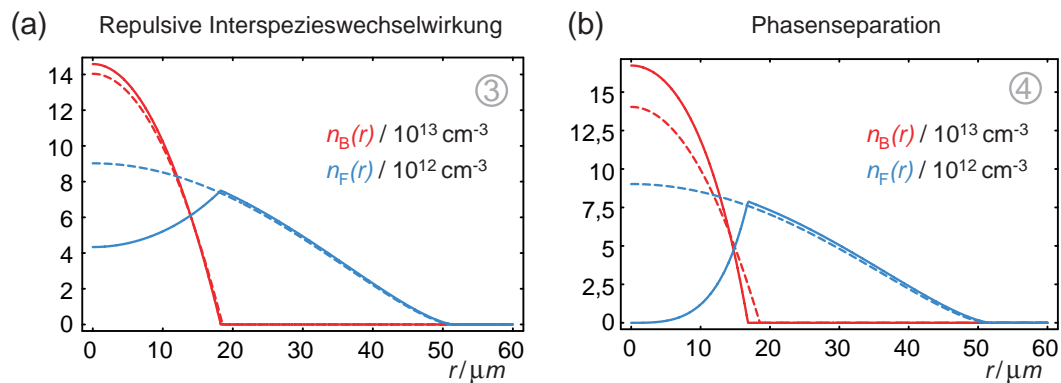 (a) Repulsive Interspezieswechselwirkung
14
12
10
8
6
4
2
0
③
n_B(r) / 10^13 cm^-3
n_F(r) / 10^12 cm^-3
0 10 20 30 40 50 60
r/μm
(b) Phasenseparation
15
12,5
10
7,5
5
2,5
0
④
n_B(r) / 10^13 cm^-3
n_F(r) / 10^12 cm^-3
0 10 20 30 40 50 60
r/μm